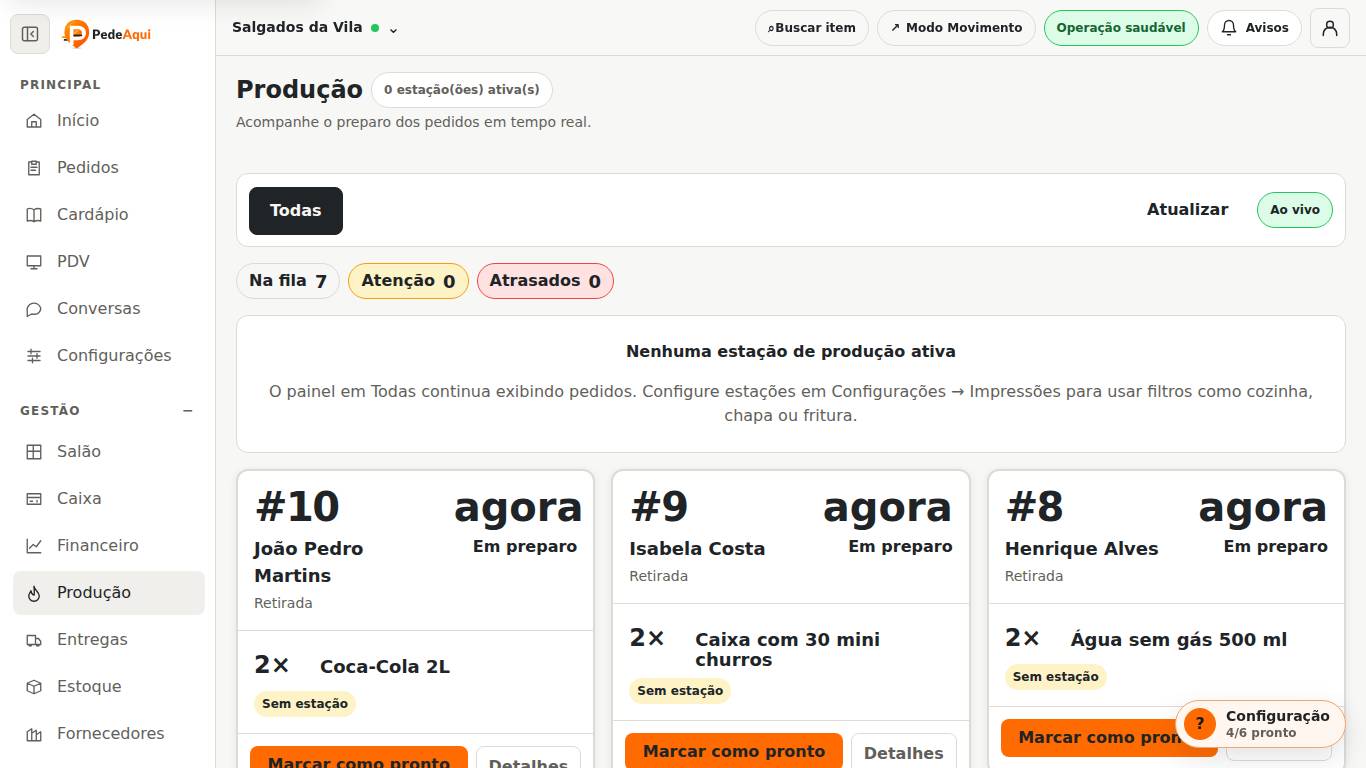 PedeAqui
PRINCIPAL
Início
Pedidos
Cardápio
PDV
Conversas
Configurações
GESTÃO
Salão
Caixa
Financeiro
Produção
Entregas
Estoque
Fornecedores
Salgados da Vila
Buscar item
↗ Modo Movimento
Operação saudável
Avisos
Produção
0 estação(ões) ativa(s)
Acompanhe o preparo dos pedidos em tempo real.
Todas
Atualizar
Ao vivo
Na fila 7
Atenção 0
Atrasados 0
Nenhuma estação de produção ativa
O painel em Todas continua exibindo pedidos. Configure estações em Configurações → Impressões para usar filtros como cozinha,
chapa ou fritura.
#10 agora
João Pedro Em preparo
Martins
Retirada
2× Coca-Cola 2L
Sem estação
Marcar como pronto Detalhes
#9 agora
Isabela Costa Em preparo
Retirada
2× Caixa com 30 mini
churros
Sem estação
Marcar como pronto Detalhes
#8 agora
Henrique Alves Em preparo
Retirada
2× Água sem gás 500 ml
Sem estação
Marcar como pron
? Configuração
4/6 pronto